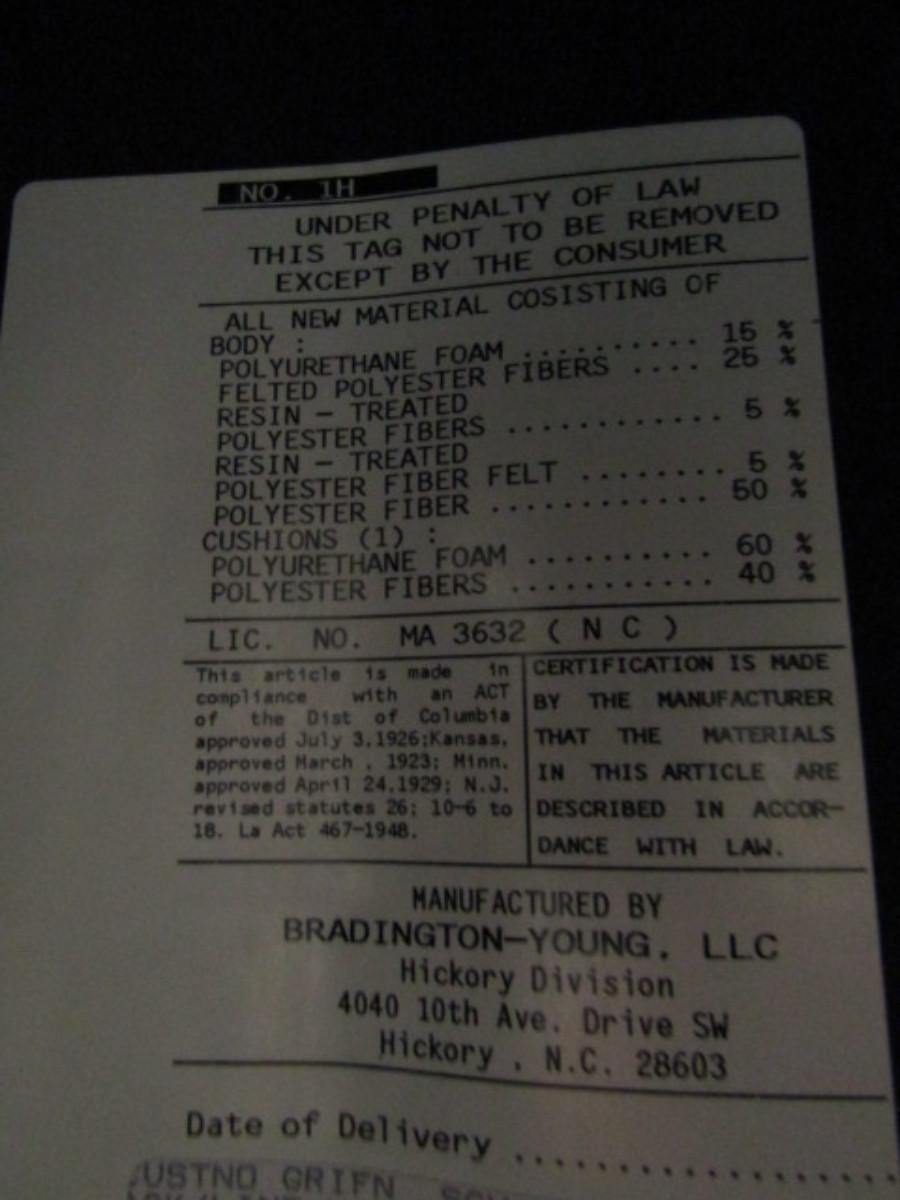 NO. 1H
UNDER PENALTY OF LAW
THIS TAG NOT TO BE REMOVED
EXCEPT BY THE CONSUMER
ALL NEW MATERIAL COSISTING OF
BODY :
POLYURETHANE FOAM .......... 15 %
FELTED POLYESTER FIBERS .... 25 %
RESIN - TREATED
POLYESTER FIBERS ............ 5 %
RESIN - TREATED
POLYESTER FIBER FELT ........ 5 %
POLYESTER FIBER ............ 50 %
CUSHIONS (1) :
POLYURETHANE FOAM .......... 60 %
POLYESTER FIBERS ........... 40 %
LIC. NO. MA 3632 ( N C )
This article is made in
compliance with an ACT
of the Dist of Columbia
approved July 3,1926;Kansas,
approved March , 1923; Minn.
approved April 24,1929; N.J.
revised statutes 26; 10-6 to
18. La Act 467-1948.
CERTIFICATION IS MADE
BY THE MANUFACTURER
THAT THE MATERIALS
IN THIS ARTICLE ARE
DESCRIBED IN ACCOR-
DANCE WITH LAW.
MANUFACTURED BY
BRADINGTON-YOUNG, LLC
Hickory Division
4040 10th Ave. Drive SW
Hickory , N.C. 28603
Date of Delivery ..................
USTNO GRIFN